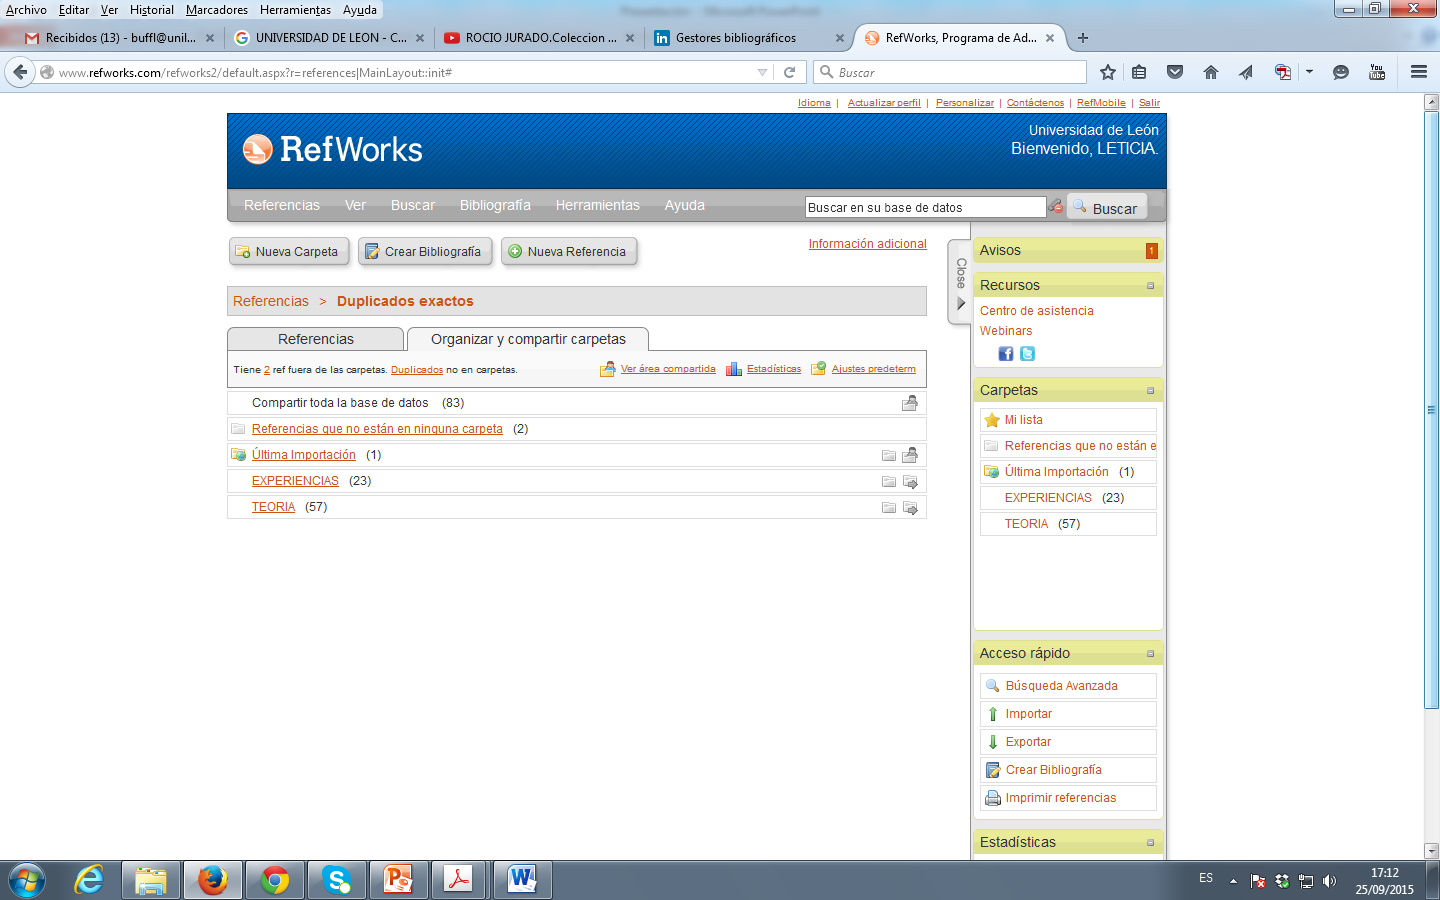 Archivo Editar Ver Historial Marcadores Herramientas Ayuda
Recibidos (13) - buffl@unil...
UNIVERSIDAD DE LEON - C...
ROCIO JURADO.Coleccion ...
Gestores bibliográficos
RefWorks, Programa de Ad...
www.refworks.com/refworks2/default.aspx?r=references|MainLayout::init#
Buscar
Idioma | Actualizar perfil | Personalizar | Contáctenos | RefMobile | Salir
RefWorks
Universidad de León
Bienvenido, LETICIA.
Referencias Ver Buscar Bibliografía Herramientas Ayuda
Buscar en su base de datos
Buscar
Nueva Carpeta
Crear Bibliografía
Nueva Referencia
Información adicional
Close
Referencias > Duplicados exactos
Referencias
Organizar y compartir carpetas
Tiene 2 ref fuera de las carpetas. Duplicados no en carpetas.
Ver área compartida
Estadísticas
Ajustes predeterm
Compartir toda la base de datos (83)
Referencias que no están en ninguna carpeta (2)
Última Importación (1)
EXPERIENCIAS (23)
TEORIA (57)
Avisos
1
Recursos
Centro de asistencia
Webinars
Carpetas
Mi lista
Referencias que no están e
Última Importación (1)
EXPERIENCIAS (23)
TEORIA (57)
Acceso rápido
Búsqueda Avanzada
Importar
Exportar
Crear Bibliografía
Imprimir referencias
Estadísticas
ES
17:12
25/09/2015